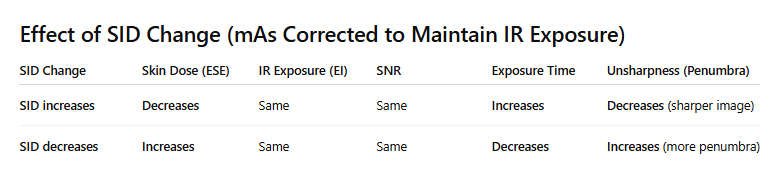 Effect of SID Change (mAs Corrected to Maintain IR Exposure)
SID Change Skin Dose (ESE) IR Exposure (EI) SNR Exposure Time Unsharpness (Penumbra)
SID increases Decreases Same Same Increases Decreases (sharper image)
SID decreases Increases Same Same Decreases Increases (more penumbra)